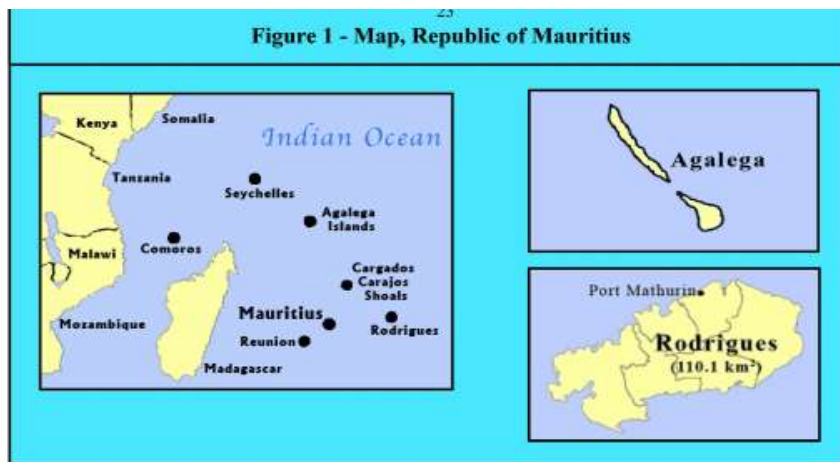 23
Figure 1 - Map, Republic of Mauritius
Kenya
Somalia
Indian Ocean
Tanzania
Seychelles
Agalega
Islands
Malawi
Comoros
Cargados
Carajos
Shoals
Mozambique
Mauritius
Rodrigues
Reunion
Madagascar
Agalega
Port Mathurin
Rodrigues
(110.1 km²)